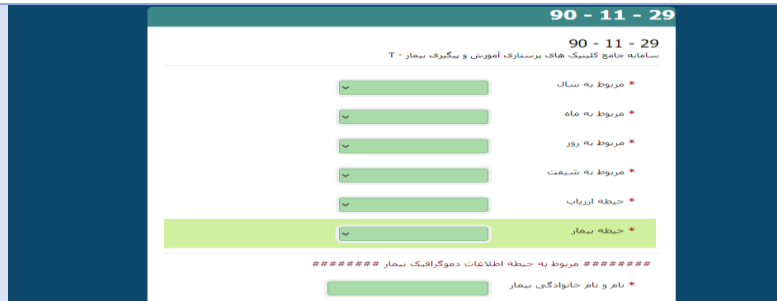 90 - 11 - 29
90 - 11 - 29
سامانه جامع کلینیک های پرستاری آموزش و پیگیری بیمار - T
* مربوط به سال
* مربوط به ماه
* مربوط به روز
* مربوط به شیفت
* حیطه ارزیاب
* حیطه بیمار
######## مربوط به حیطه اطلاعات دموگرافیک بیمار ########
* نام و نام خانوادگی بیمار